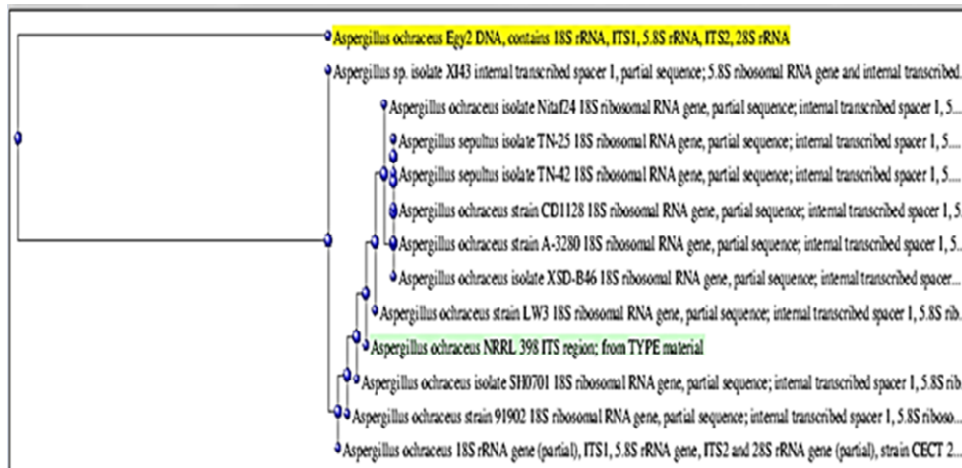 Aspergillus ochraceus Egy2 DNA, contains 18S rRNA, ITS1, 5.8S rRNA, ITS2, 28S rRNA
Aspergillus sp. isolate XI43 internal transcribed spacer 1, partial sequence; 5.8S ribosomal RNA gene and internal transcribed...
Aspergillus ochraceus isolate Nitaf24 18S ribosomal RNA gene, partial sequence; internal transcribed spacer 1, 5....
Aspergillus sepultus isolate TN-25 18S ribosomal RNA gene, partial sequence; internal transcribed spacer 1, 5....
Aspergillus sepultus isolate TN-42 18S ribosomal RNA gene, partial sequence; internal transcribed spacer 1, 5....
Aspergillus ochraceus strain CD1128 18S ribosomal RNA gene, partial sequence; internal transcribed spacer 1, 5
Aspergillus ochraceus strain A-3280 18S ribosomal RNA gene, partial sequence; internal transcribed spacer 1, 5...
Aspergillus ochraceus isolate XSD-B46 18S ribosomal RNA gene, partial sequence; internal transcribed spacer...
Aspergillus ochraceus strain LW3 18S ribosomal RNA gene, partial sequence; internal transcribed spacer 1, 5.8S rib.
Aspergillus ochraceus NRRL 398 ITS region; from TYPE material
Aspergillus ochraceus isolate SH0701 18S ribosomal RNA gene, partial sequence; internal transcribed spacer 1, 5.8S rib
Aspergillus ochraceus strain 91902 18S ribosomal RNA gene, partial sequence; internal transcribed spacer 1, 5.8S riboso...
Aspergillus ochraceus 18S rRNA gene (partial), ITS1, 5.8S rRNA gene, ITS2 and 28S rRNA gene (partial), strain CECT 2...